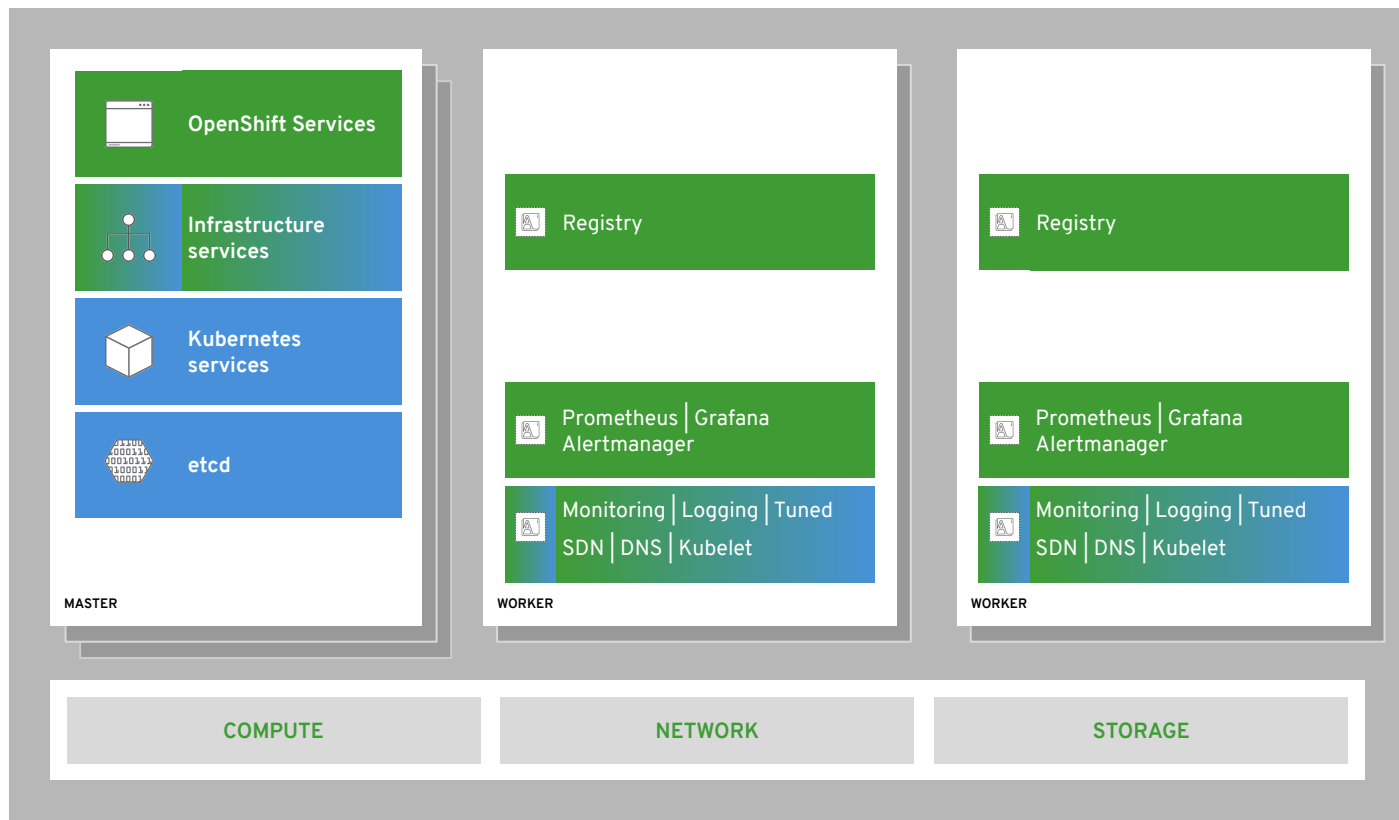 OpenShift Services
Infrastructure
services
Kubernetes
services
etcd
MASTER
Registry
Prometheus | Grafana
Alertmanager
Monitoring | Logging | Tuned
SDN | DNS | Kubelet
WORKER
Registry
Prometheus | Grafana
Alertmanager
Monitoring | Logging | Tuned
SDN | DNS | Kubelet
WORKER
COMPUTE
NETWORK
STORAGE